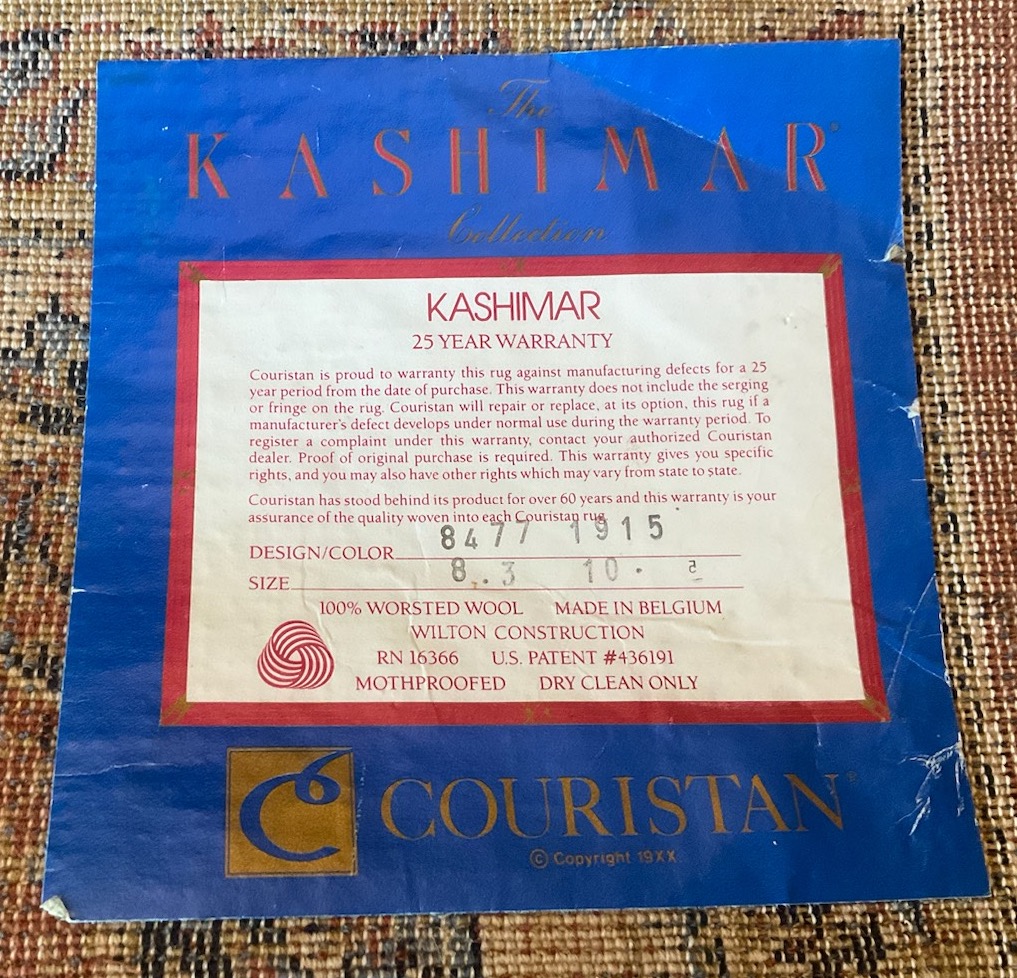 The
KASHIMAR®
Collection
KASHIMAR
25 YEAR WARRANTY
Couristan is proud to warranty this rug against manufacturing defects for a 25
year period from the date of purchase. This warranty does not include the serging
or fringe on the rug. Couristan will repair or replace, at its option, this rug if a
manufacturer's defect develops under normal use during the warranty period. To
register a complaint under this warranty, contact your authorized Couristan
dealer. Proof of original purchase is required. This warranty gives you specific
rights, and you may also have other rights which may vary from state to state.
Couristan has stood behind its product for over 60 years and this warranty is your
assurance of the quality woven into each Couristan rug.
DESIGN/COLOR 8477 1915
SIZE 8.3 10.
100% WORSTED WOOL MADE IN BELGIUM
WILTON CONSTRUCTION
RN 16366 U.S. PATENT #436191
MOTHPROOFED DRY CLEAN ONLY
COURISTAN®
© Copyright 19XX